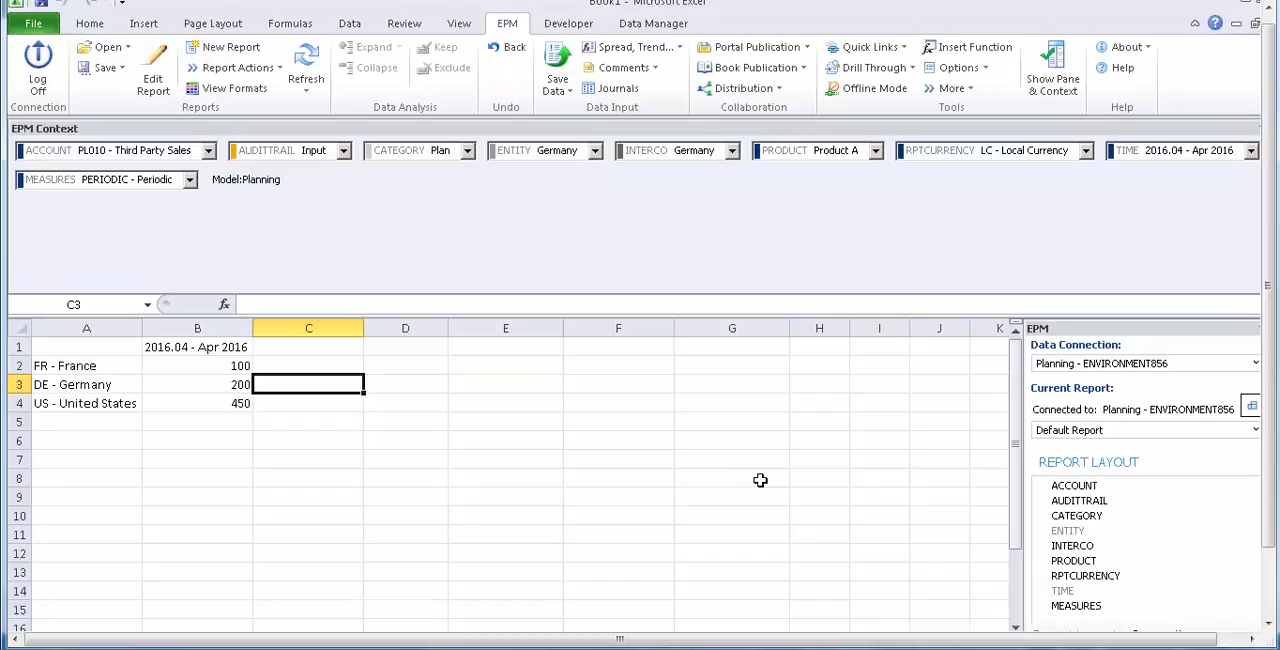 Book1 - Microsoft Excel
File Home Insert Page Layout Formulas Data Review View EPM Developer Data Manager
Open New Report Expand Keep Back Spread, Trend... Portal Publication Quick Links Insert Function About
Log Off Save Edit Report Report Actions Refresh Collapse Exclude Save Data Comments Book Publication Drill Through Options Show Pane & Context Help
View Formats Journals Distribution Offline Mode More
Connection Reports Data Analysis Undo Data Input Collaboration Tools Help
EPM Context
ACCOUNT PL010 - Third Party Sales AUDITTRAIL Input CATEGORY Plan ENTITY Germany INTERCO Germany PRODUCT Product A RPTCURRENCY LC - Local Currency TIME 2016.04 - Apr 2016
MEASURES PERIODIC - Periodic Model:Planning
C3 fx
A B C D E F G H I J K
1 2016.04 - Apr 2016
2 FR - France 100
3 DE - Germany 200
4 US - United States 450
5
6
7
8
9
10
11
12
13
14
15
16
EPM
Data Connection:
Planning - ENVIRONMENT856
Current Report:
Connected to: Planning - ENVIRONMENT856
Default Report
REPORT LAYOUT
ACCOUNT
AUDITTRAIL
CATEGORY
ENTITY
INTERCO
PRODUCT
RPTCURRENCY
TIME
MEASURES